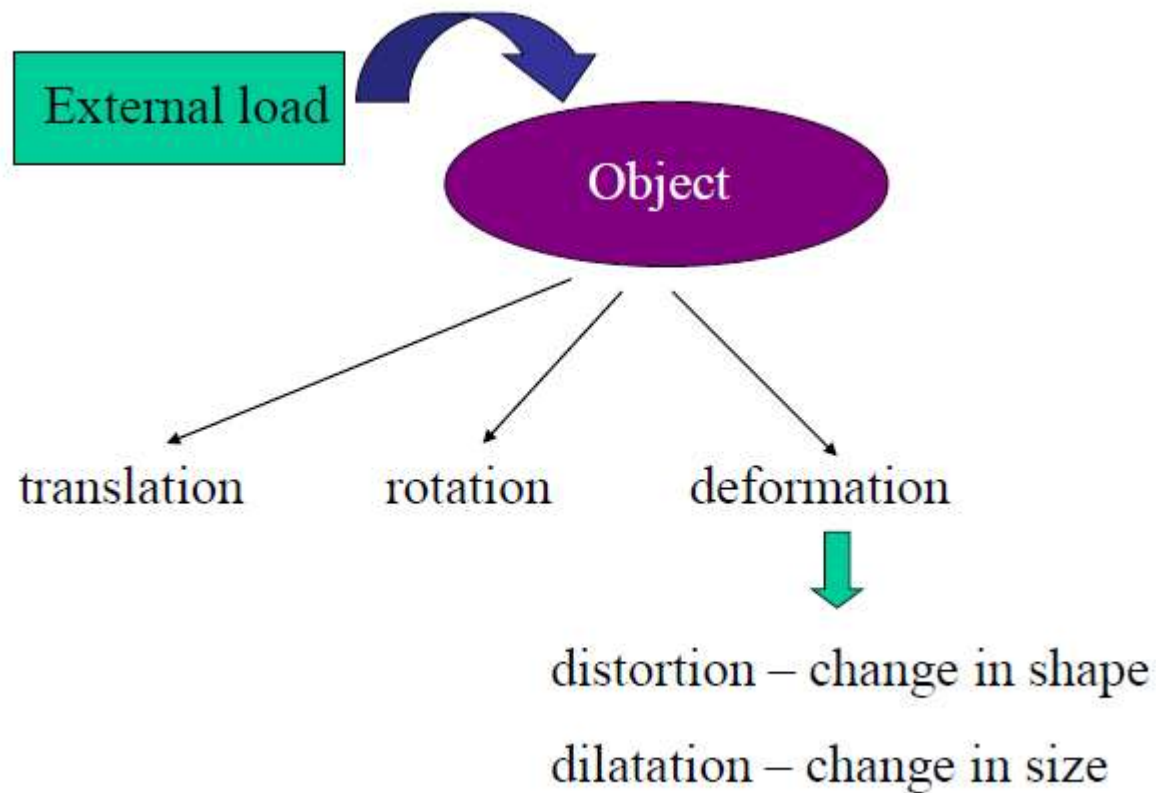 External load
Object
translation
rotation
deformation
distortion – change in shape
dilatation – change in size